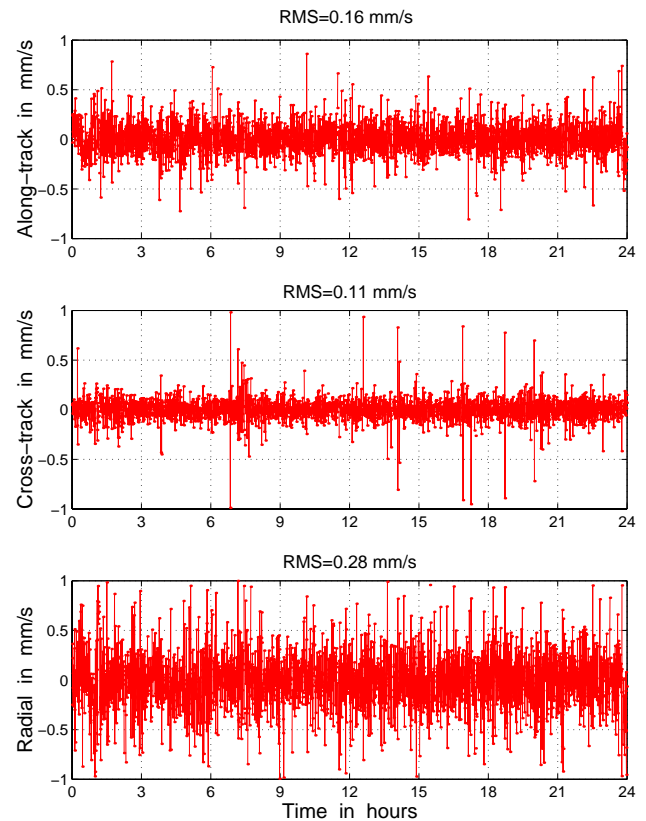 RMS=0.16 mm/s
Along−track in mm/s
1
0.5
0
−0.5
−1
0 3 6 9 12 15 18 21 24
RMS=0.11 mm/s
Cross−track in mm/s
1
0.5
0
−0.5
−1
0 3 6 9 12 15 18 21 24
RMS=0.28 mm/s
Radial in mm/s
1
0.5
0
−0.5
−1
0 3 6 9 12 15 18 21 24
Time in hours